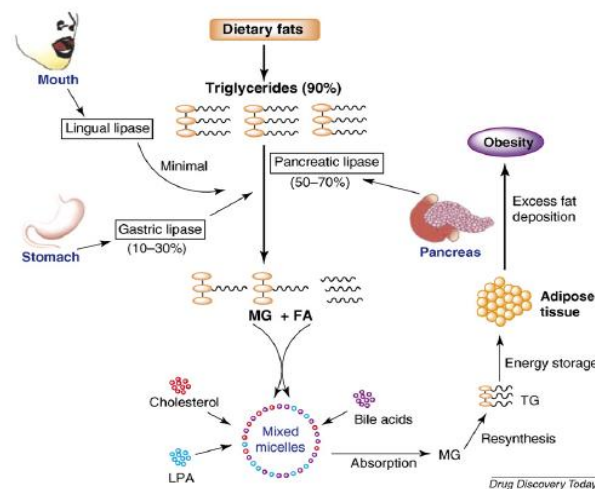 Dietary fats
Mouth
Triglycerides (90%)
Lingual lipase
Minimal
Pancreatic lipase
(50–70%)
Obesity
Excess fat
deposition
Gastric lipase
(10–30%)
Stomach
Pancreas
Adipose
tissue
MG + FA
Energy storage
Cholesterol
Bile acids
Mixed
micelles
TG
Resynthesis
LPA
Absorption
MG
Drug Discovery Today